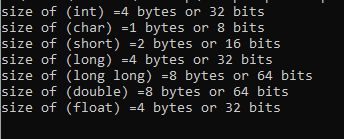 size of (int) =4 bytes or 32 bits
size of (char) =1 bytes or 8 bits
size of (short) =2 bytes or 16 bits
size of (long) =4 bytes or 32 bits
size of (long long) =8 bytes or 64 bits
size of (double) =8 bytes or 64 bits
size of (float) =4 bytes or 32 bits